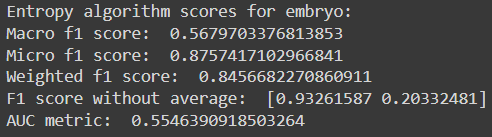 Entropy algorithm scores for embryo:
Macro f1 score:  0.5679703376813853
Micro f1 score:  0.8757417102966841
Weighted f1 score:  0.8456682270860911
F1 score without average:  [0.93261587 0.20332481]
AUC metric:  0.5546390918503264